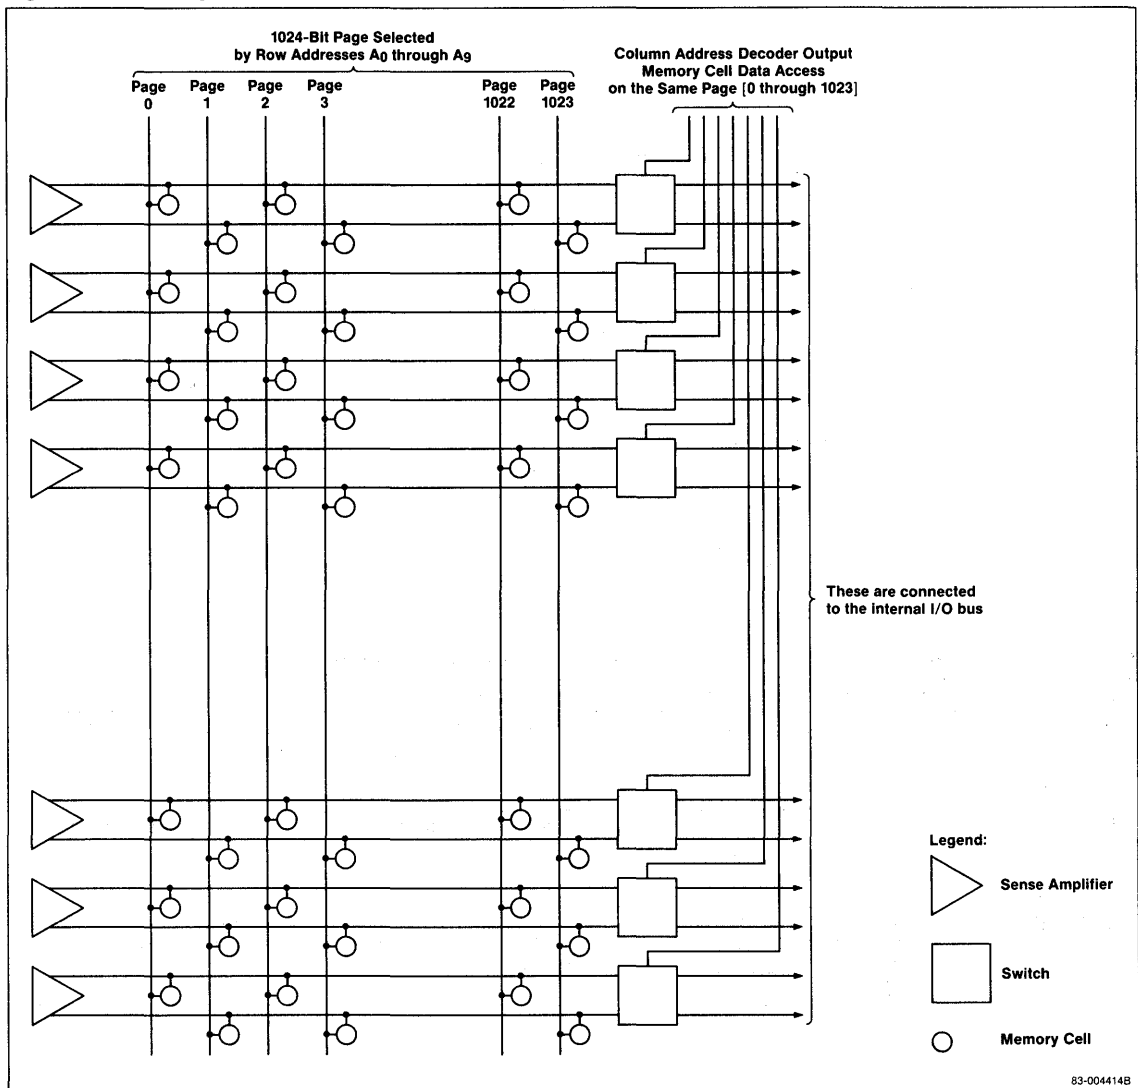 1024-Bit Page Selected
by Row Addresses A0 through A9
Column Address Decoder Output
Memory Cell Data Access
on the Same Page [0 through 1023]
Page 0
Page 1
Page 2
Page 3
Page 1022
Page 1023
These are connected
to the internal I/O bus
Legend:
Sense Amplifier
Switch
Memory Cell
83-004414B